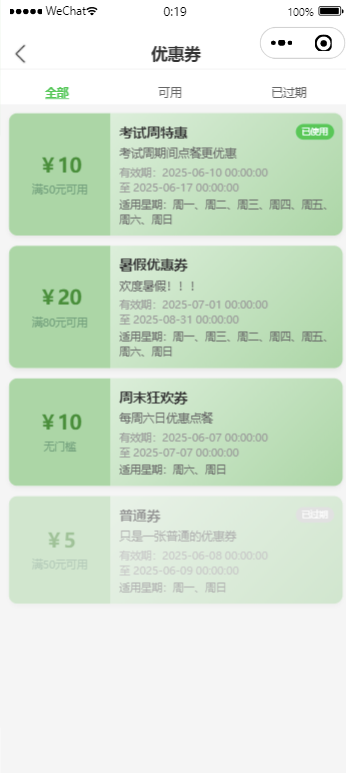 WeChat 0:19 100%
优惠券
全部 可用 已过期
考试周特惠 已使用
¥10 考试周期间点餐更优惠
满50元可用 有效期：2025-06-10 00:00:00
至 2025-06-17 00:00:00
适用星期：周一、周二、周三、周四、周五、
周六、周日
暑假优惠券
¥20 欢度暑假！！！
满80元可用 有效期：2025-07-01 00:00:00
至 2025-08-31 00:00:00
适用星期：周一、周三、周二、周四、周五、
周六、周日
周末狂欢券
¥10 每周六日优惠点餐
无门槛 有效期：2025-06-07 00:00:00
至 2025-07-07 00:00:00
适用星期：周六、周日
普通券 已过期
¥5 只是一张普通的优惠券
满50元可用 有效期：2025-06-08 00:00:00
至 2025-06-09 00:00:00
适用星期：周一、周日